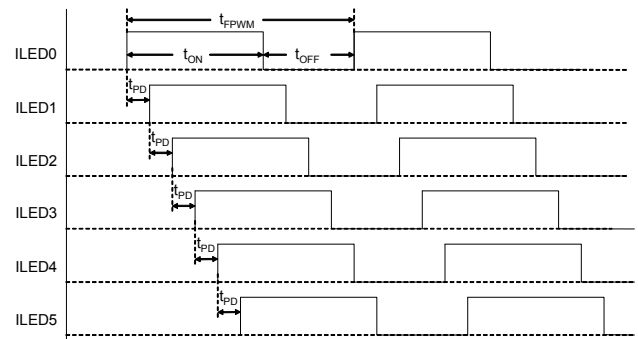 tFPWM
ILED0
tON
tOFF
tPD
ILED1
tPD
ILED2
tPD
ILED3
tPD
ILED4
tPD
ILED5